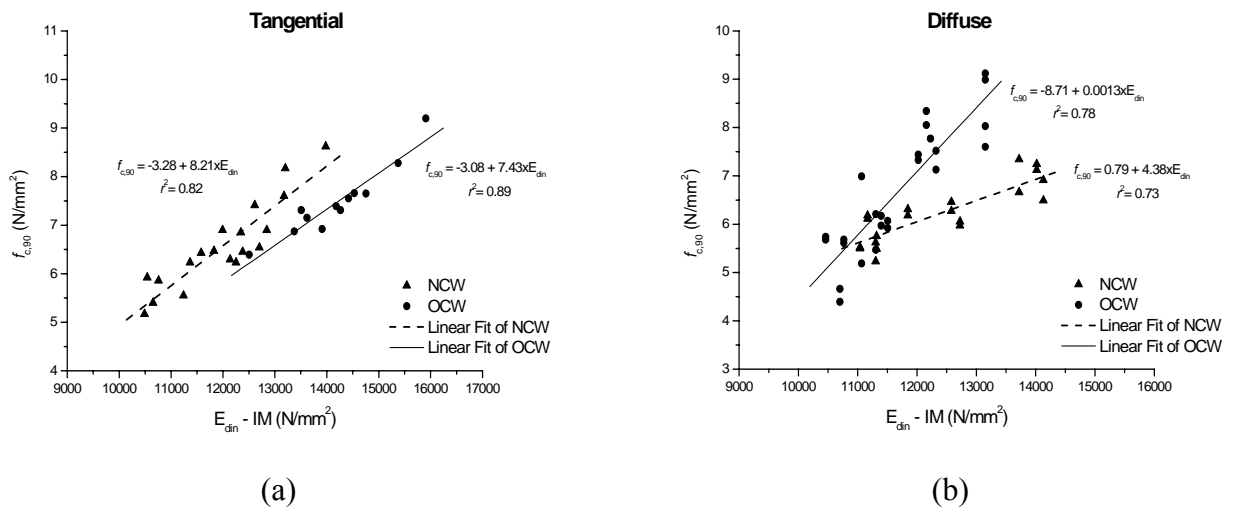 Tangential
11
10
9
8
7
6
5
4
f_c,90 (N/mm²)
f_c,90 = -3.28 + 8.21xE_din
r² = 0.82
f_c,90 = -3.08 + 7.43xE_din
r² = 0.89
NCW
OCW
Linear Fit of NCW
Linear Fit of OCW
9000 10000 11000 12000 13000 14000 15000 16000 17000
E_din - IM (N/mm²)
(a)
Diffuse
10
9
8
7
6
5
4
3
f_c,90 (N/mm²)
f_c,90 = -8.71 + 0.0013xE_din
r² = 0.78
f_c,90 = 0.79 + 4.38xE_din
r² = 0.73
NCW
OCW
Linear Fit of NCW
Linear Fit of OCW
9000 10000 11000 12000 13000 14000 15000 16000
E_din - IM (N/mm²)
(b)